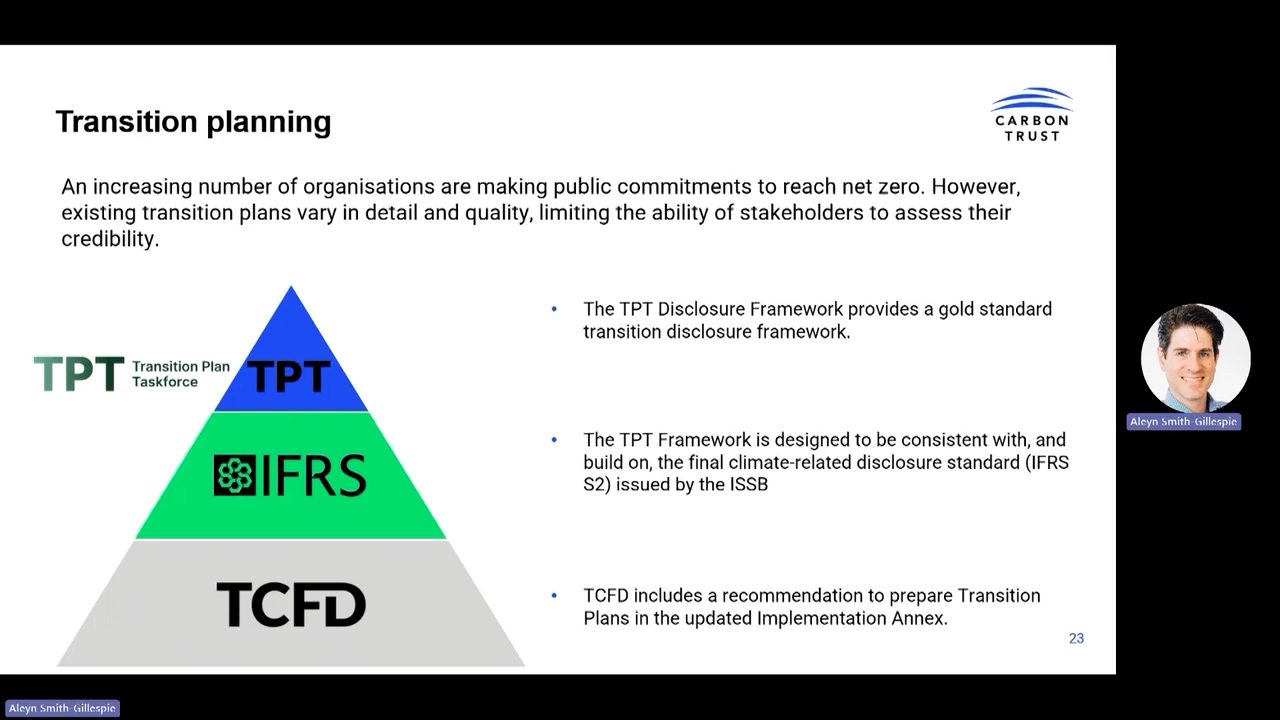 Transition planning
CARBON
TRUST
An increasing number of organisations are making public commitments to reach net zero. However,
existing transition plans vary in detail and quality, limiting the ability of stakeholders to assess their
credibility.
TPT Transition Plan
Taskforce
TPT
IFRS
TCFD
• The TPT Disclosure Framework provides a gold standard
transition disclosure framework.
• The TPT Framework is designed to be consistent with, and
build on, the final climate-related disclosure standard (IFRS
S2) issued by the ISSB
• TCFD includes a recommendation to prepare Transition
Plans in the updated Implementation Annex.
23
Aleyn Smith-Gillespie
Aleyn Smith-Gillespie